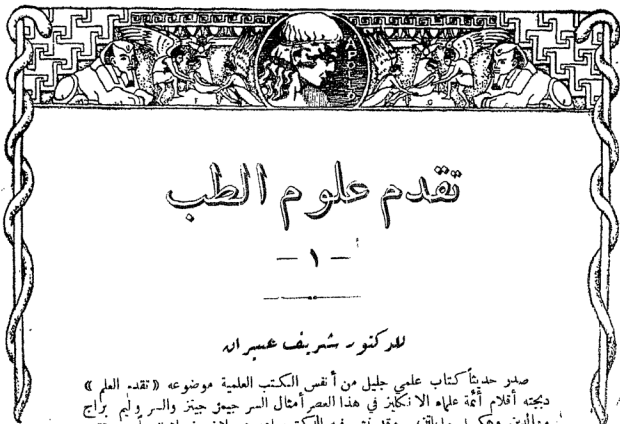 APOLLO
تقدم علوم الطب
— ١ —
للدكتور شريف عسيران
صدر حديثاً كتاب علمي جليل من أنفس الكتب العلمية موضوعه « تقدم العلم »
دبجته أقلام أئمة علماء الانكليز في هذا العصر أمثال السر جيمز جينز والسر وليم براج